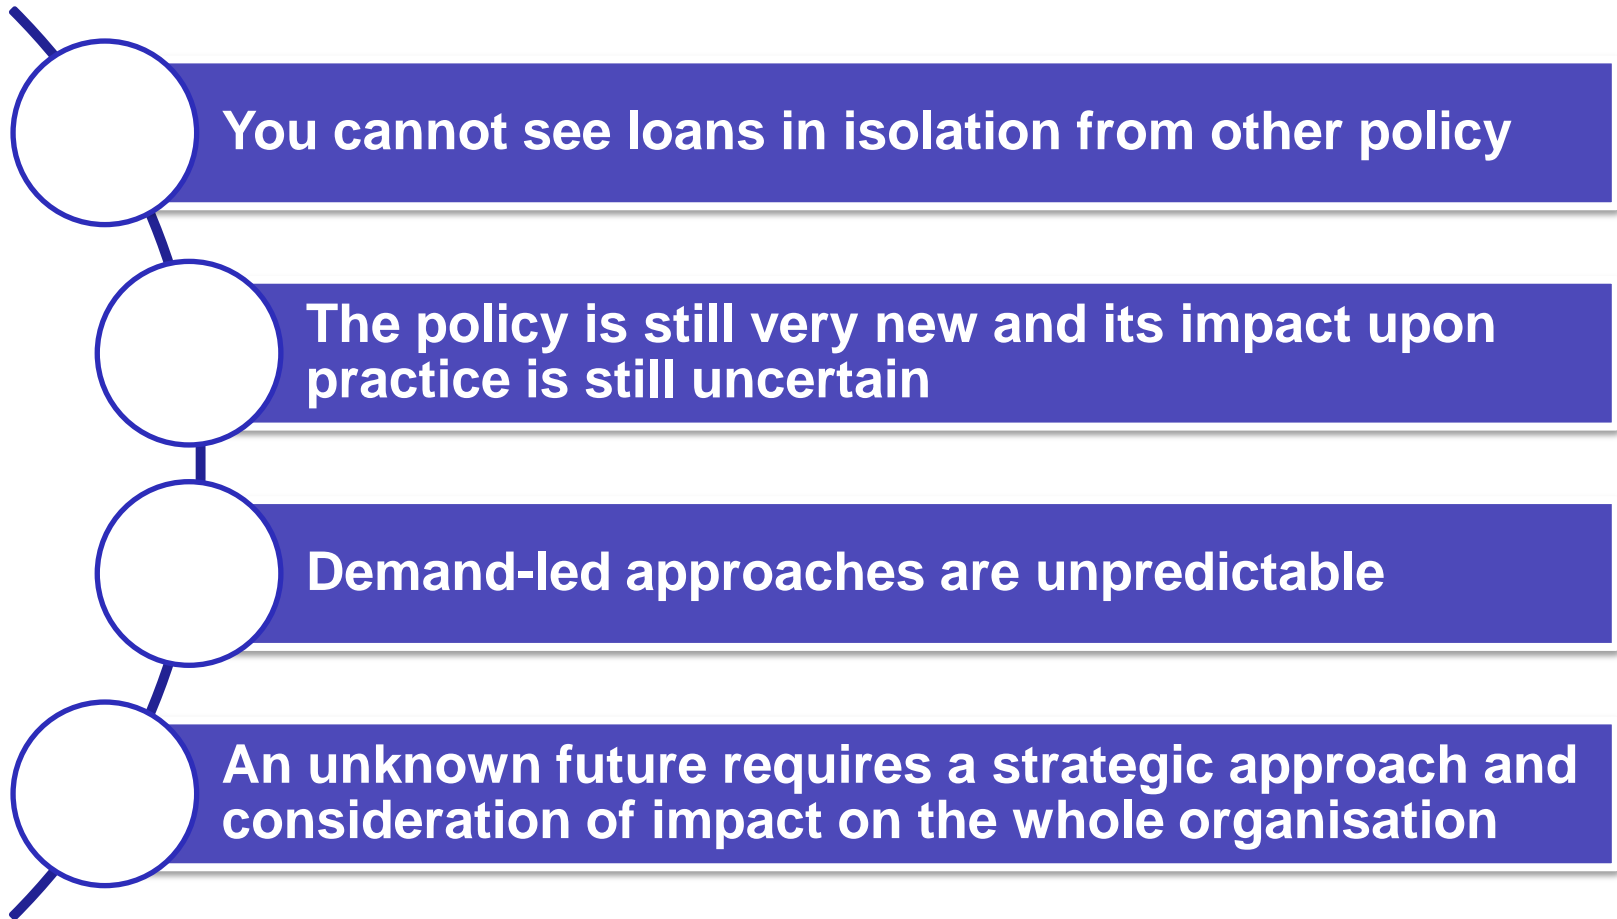 You cannot see loans in isolation from other policy
The policy is still very new and its impact upon
practice is still uncertain
Demand-led approaches are unpredictable
An unknown future requires a strategic approach and
consideration of impact on the whole organisation